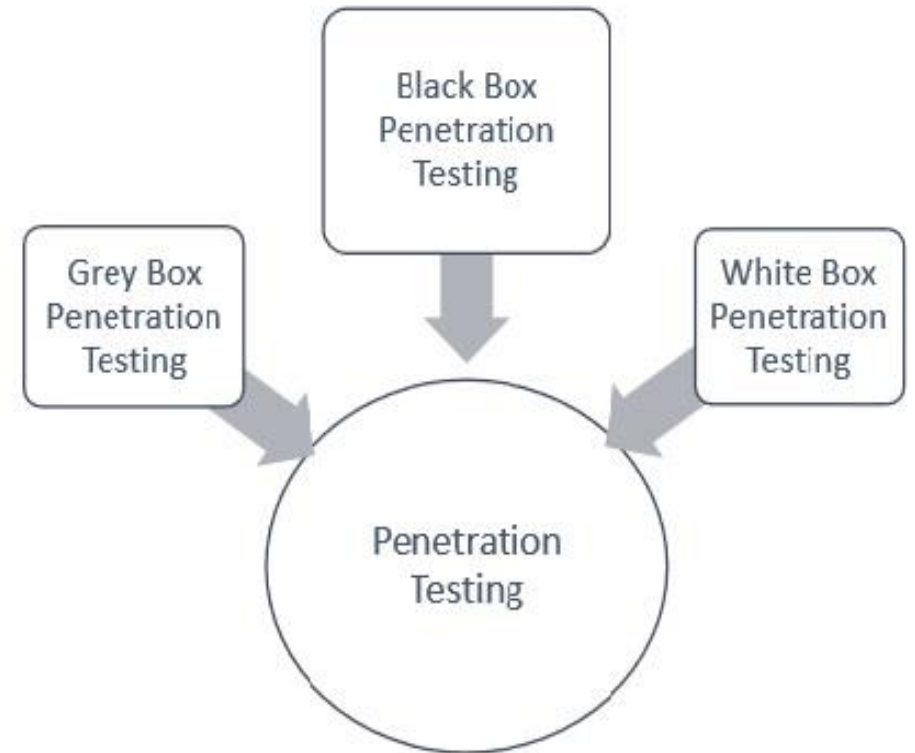 Black Box
Penetration
Testing
Grey Box
Penetration
Testing
White Box
Penetration
Testing
Penetration
Testing